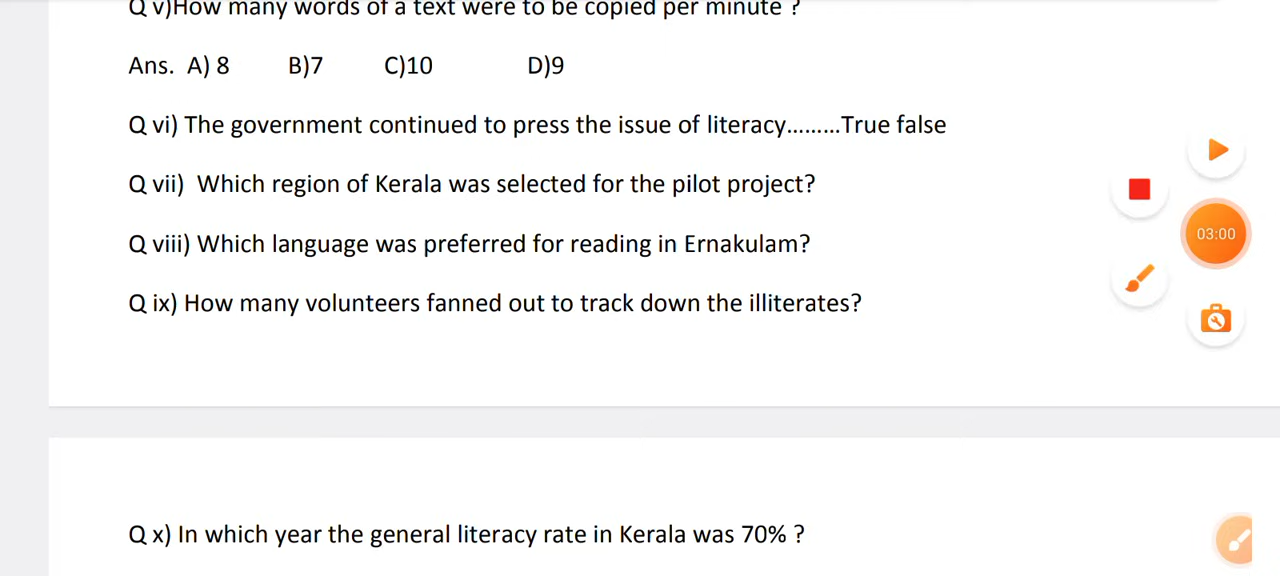 Q v)How many words of a text were to be copied per minute ?
Ans. A) 8 B)7 C)10 D)9
Q vi) The government continued to press the issue of literacy.........True false
Q vii) Which region of Kerala was selected for the pilot project?
Q viii) Which language was preferred for reading in Ernakulam?
03:00
Q ix) How many volunteers fanned out to track down the illiterates?
Q x) In which year the general literacy rate in Kerala was 70% ?